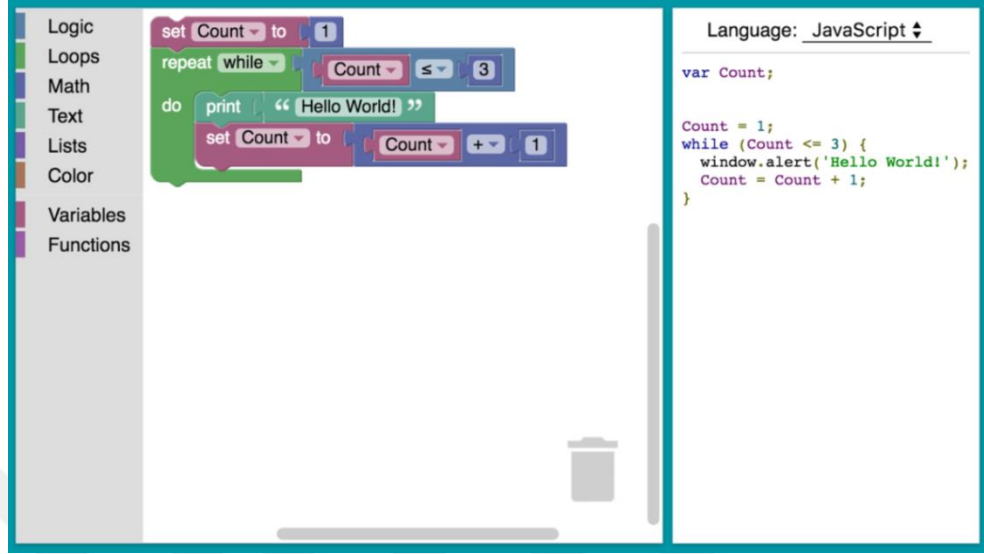 Logic
Loops
Math
Text
Lists
Color
Variables
Functions
set Count to 1
repeat while Count ≤ 3
do print “ Hello World! ”
set Count to Count + 1
Language: JavaScript
var Count;
Count = 1;
while (Count <= 3) {
window.alert('Hello World!');
Count = Count + 1;
}